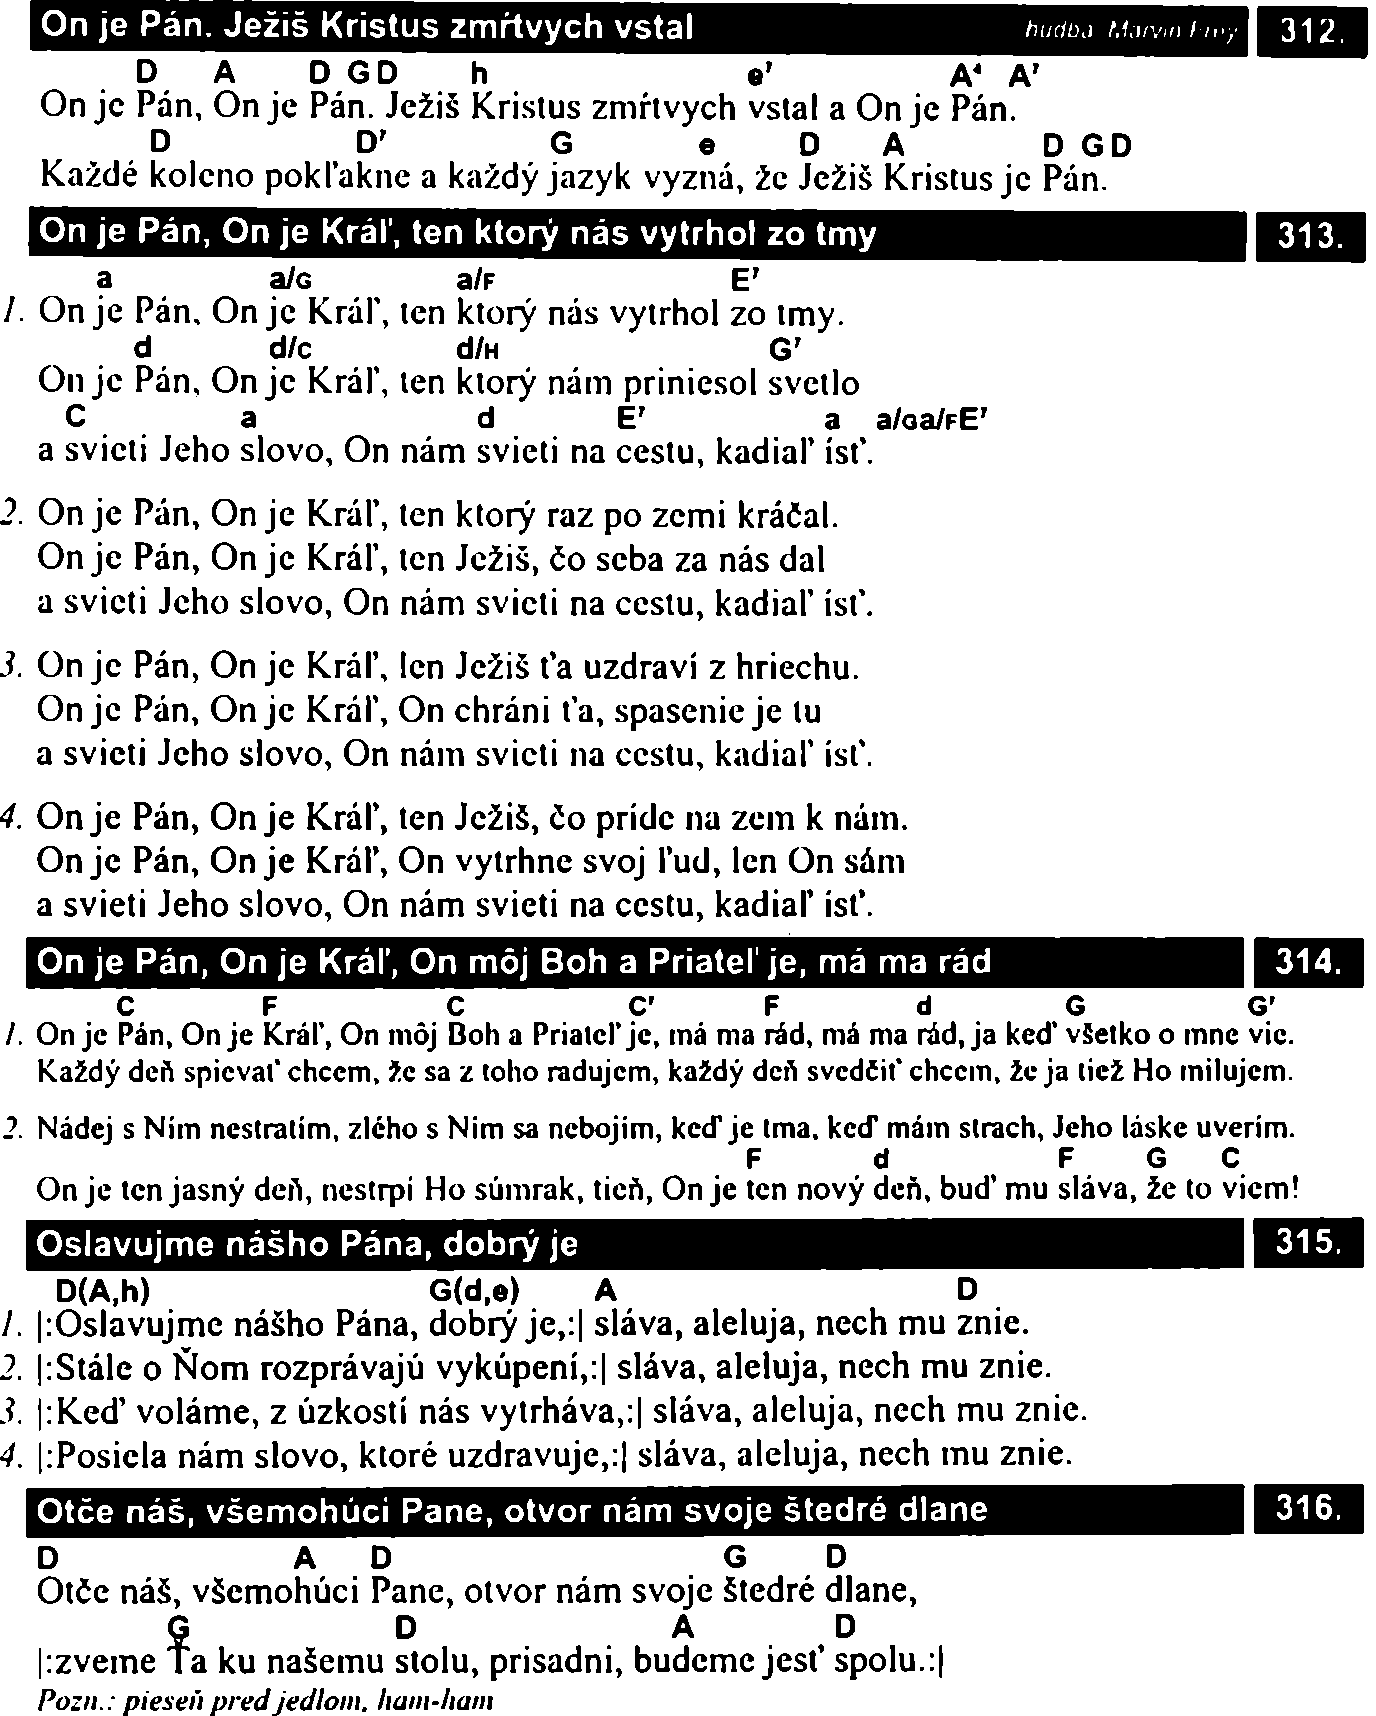 On je Pán. Ježiš Kristus zmŕtvych vstal hudba: Marvin Frey 312.
D A D G D h e7 A4 A7
On je Pán, On je Pán. Ježiš Kristus zmŕtvych vstal a On je Pán.
D D7 G e D A D G D
Každé koleno pokľakne a každý jazyk vyzná, že Ježiš Kristus je Pán.
On je Pán, On je Kráľ, ten ktorý nás vytrhol zo tmy 313.
a a/G a/F E7
1. On je Pán, On je Kráľ, ten ktorý nás vytrhol zo tmy.
d d/C d/H G7
On je Pán, On je Kráľ, ten ktorý nám priniesol svetlo
C a d E7 a a/G a/F E7
a svieti Jeho slovo, On nám svieti na cestu, kadiaľ ísť.
2. On je Pán, On je Kráľ, ten ktorý raz po zemi kráčal.
On je Pán, On je Kráľ, ten Ježiš, čo seba za nás dal
a svieti Jeho slovo, On nám svieti na cestu, kadiaľ ísť.
3. On je Pán, On je Kráľ, len Ježiš ťa uzdraví z hriechu.
On je Pán, On je Kráľ, On chráni ťa, spasenie je tu
a svieti Jeho slovo, On nám svieti na cestu, kadiaľ ísť.
4. On je Pán, On je Kráľ, ten Ježiš, čo príde na zem k nám.
On je Pán, On je Kráľ, On vytrhne svoj ľud, len On sám
a svieti Jeho slovo, On nám svieti na cestu, kadiaľ ísť.
On je Pán, On je Kráľ, On môj Boh a Priateľ je, má ma rád 314.
C F C C7 F d G G7
1. On je Pán, On je Kráľ, On môj Boh a Priateľ je, má ma rád, má ma rád, ja keď všetko o mne vie.
Každý deň spievať chcem, že sa z toho radujem, každý deň svedčiť chcem, že ja tiež Ho milujem.
2. Nádej s Ním nestratím, zlého s Nim sa nebojím, keď je tma, keď mám strach, Jeho láske uverím.
F d F G C
On je ten jasný deň, nestrpí Ho súmrak, tieň, On je ten nový deň, buď mu sláva, že to viem!
Oslavujme nášho Pána, dobrý je 315.
D(A,h) G(d,e) A D
1. |:Oslavujme nášho Pána, dobrý je,:| sláva, aleluja, nech mu znie.
2. |:Stále o Ňom rozprávajú vykúpení,:| sláva, aleluja, nech mu znie.
3. |:Keď voláme, z úzkostí nás vytrháva,:| sláva, aleluja, nech mu znie.
4. |:Posiela nám slovo, ktoré uzdravuje,:| sláva, aleluja, nech mu znie.
Otče náš, všemohúci Pane, otvor nám svoje štedré dlane 316.
D A D G D
Otče náš, všemohúci Pane, otvor nám svoje štedré dlane,
G D A D
|:zveme Ťa ku našemu stolu, prisadni, budeme jesť spolu.:|
Pozn.: pieseň pred jedlom, ham-ham